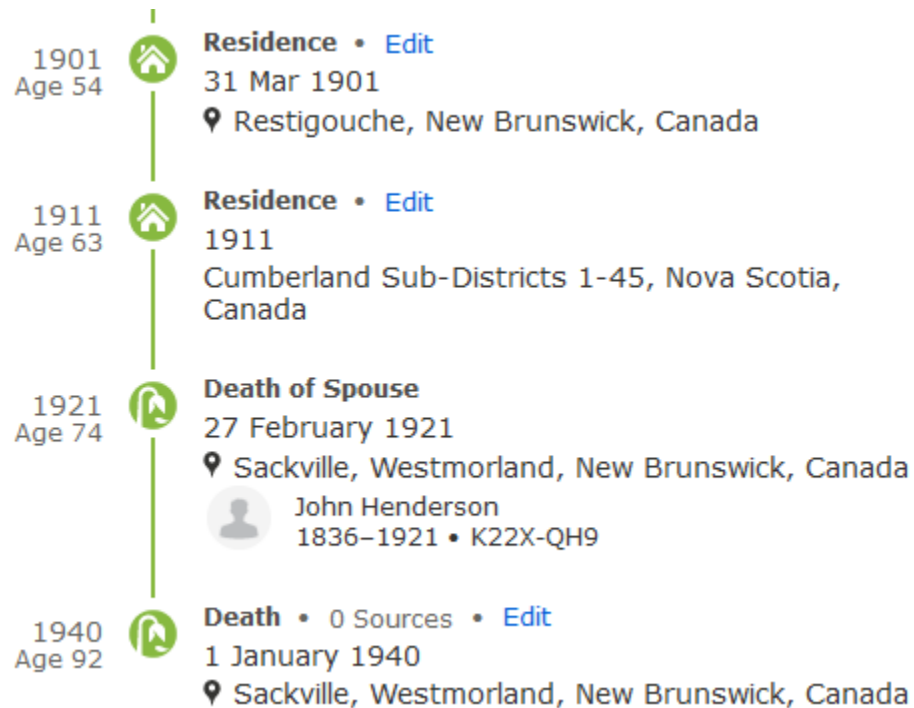 1901
Age 54
Residence • Edit
31 Mar 1901
Restigouche, New Brunswick, Canada
1911
Age 63
Residence • Edit
1911
Cumberland Sub-Districts 1-45, Nova Scotia,
Canada
1921
Age 74
Death of Spouse
27 February 1921
Sackville, Westmorland, New Brunswick, Canada
John Henderson
1836–1921 • K22X-QH9
1940
Age 92
Death • 0 Sources • Edit
1 January 1940
Sackville, Westmorland, New Brunswick, Canada